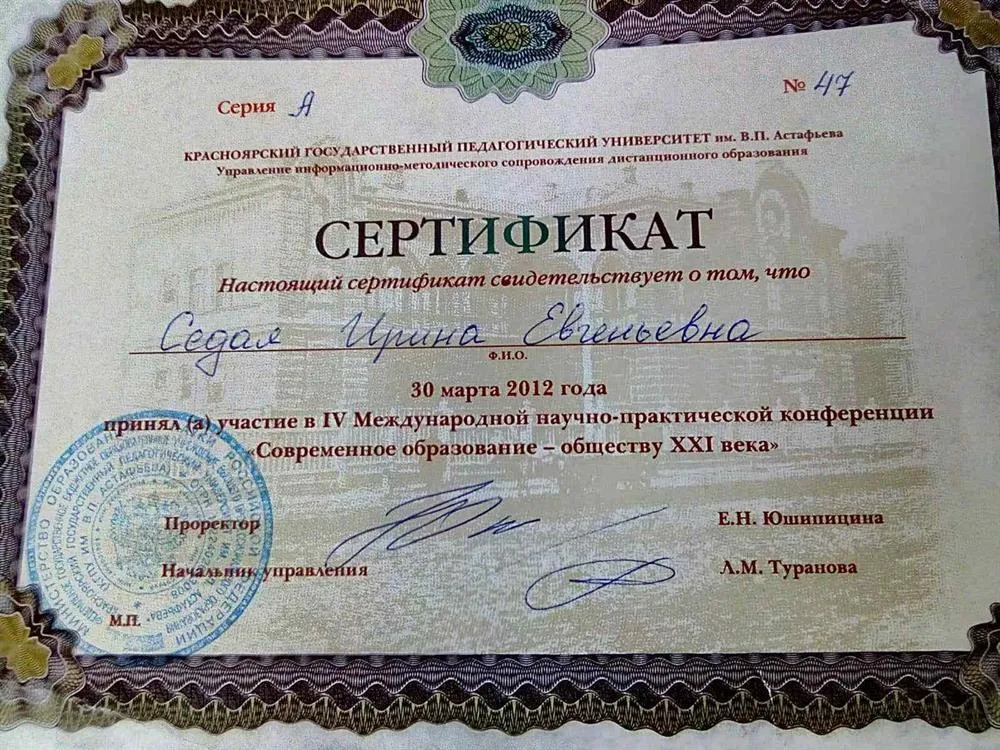 Серия А
№ 47
КРАСНОЯРСКИЙ ГОСУДАРСТВЕННЫЙ ПЕДАГОГИЧЕСКИЙ УНИВЕРСИТЕТ им. В.П. Астафьева
Управление информационно-методического сопровождения дистанционного образования
СЕРТИФИКАТ
Настоящий сертификат свидетельствует о том, что
Седая Ирина Евгеньевна
Ф.И.О.
30 марта 2012 года
принял (а) участие в IV Международной научно-практической конференции
«Современное образование – обществу XXI века»
Проректор
Е.Н. Юшипицина
Начальник управления
Л.М. Туранова
М.П.